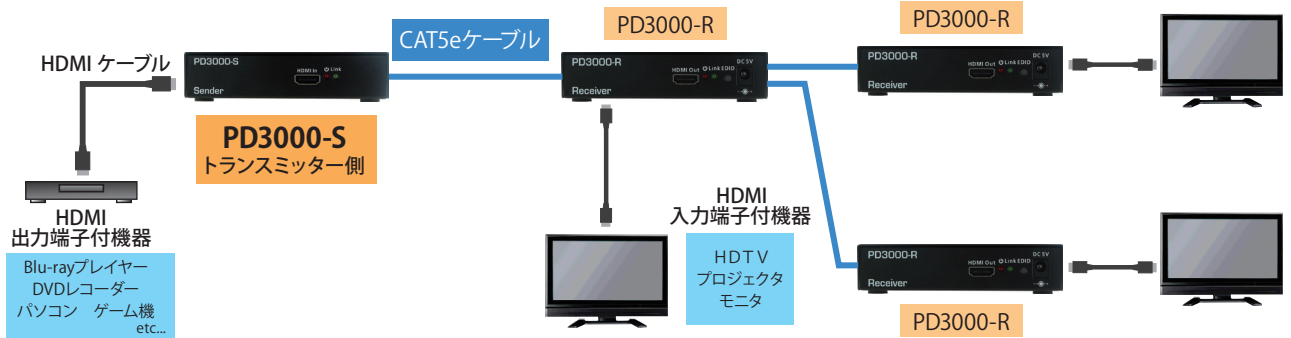 HDMI ケーブル
PD3000-S
HDMI In
Link
Sender
PD3000-S
トランスミッター側
CAT5eケーブル
HDMI
出力端子付機器
Blu-rayプレイヤー
DVDレコーダー
パソコン ゲーム機
etc...
PD3000-R
PD3000-R
HDMI Out
Link EDID
DC 5V
Receiver
HDMI
入力端子付機器
HDTV
プロジェクタ
モニタ
PD3000-R
PD3000-R
HDMI Out
Link EDID
DC 5V
Receiver
PD3000-R
HDMI Out
Link EDID
DC 5V
Receiver
PD3000-R